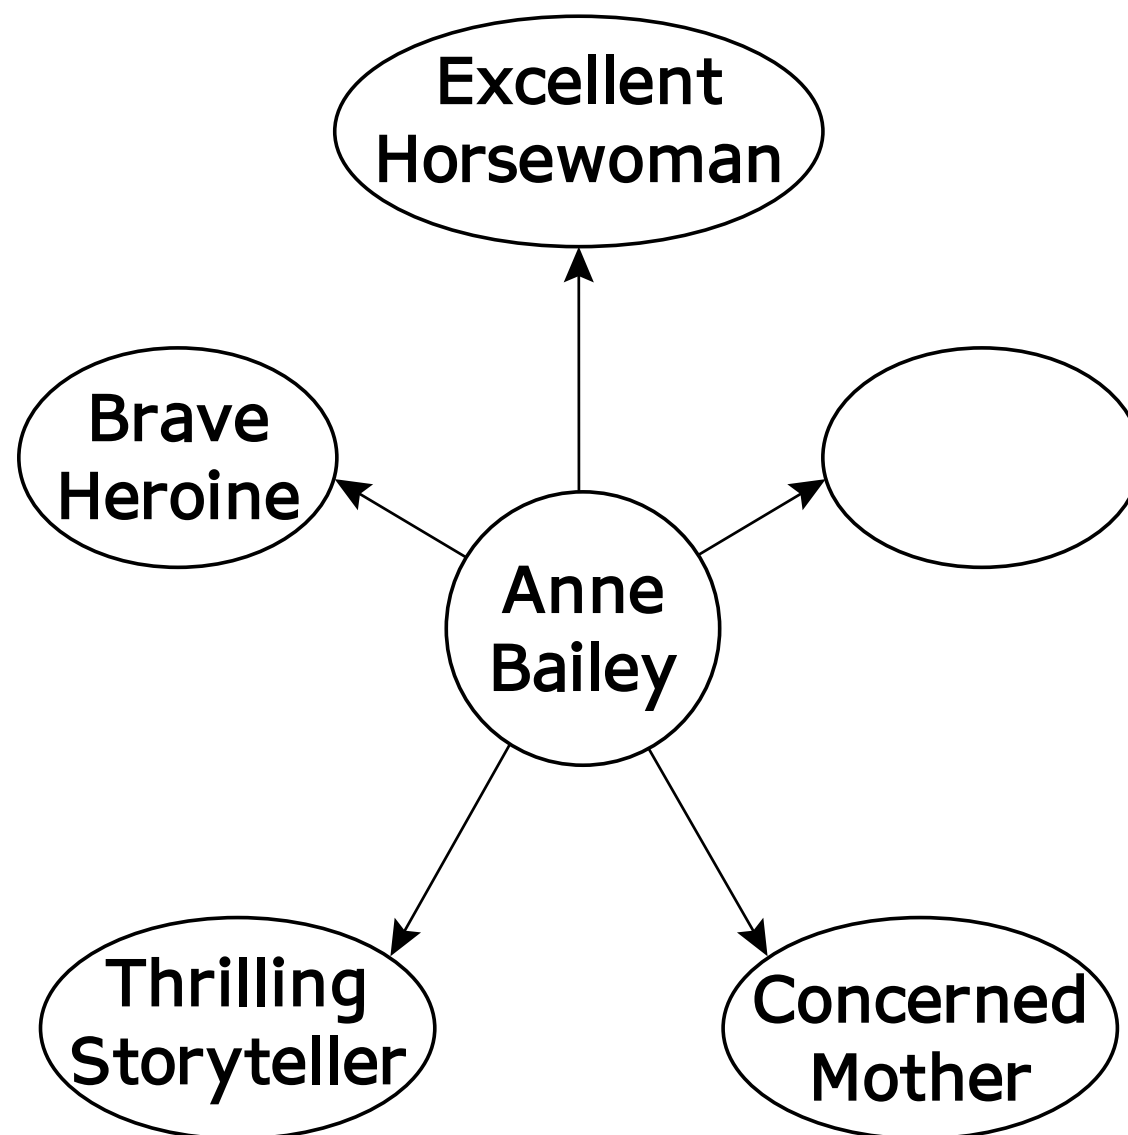 Excellent
Horsewoman
Brave
Heroine
Anne
Bailey
Thrilling
Storyteller
Concerned
Mother